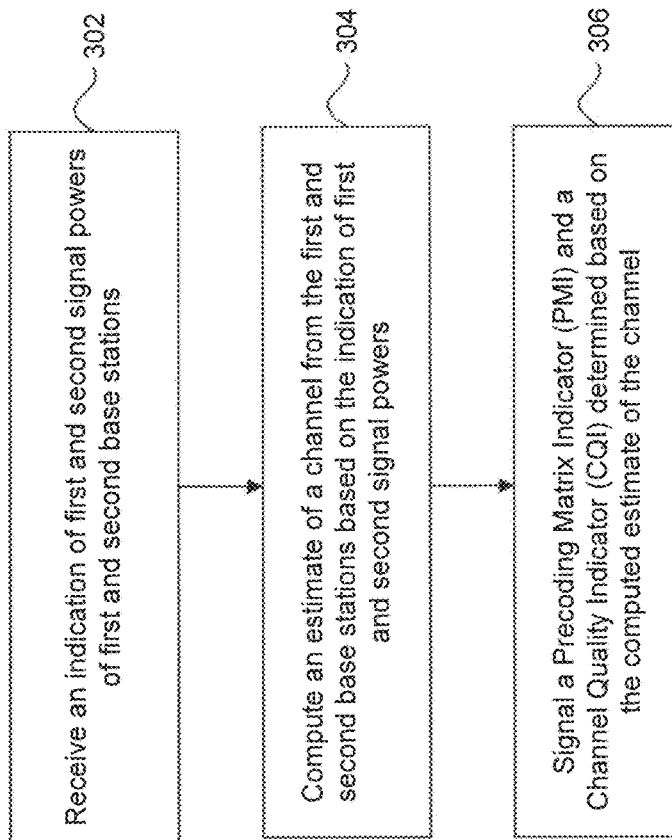 302
Receive an indication of first and second signal powers
of first and second base stations
304
Compute an estimate of a channel from the first and
second base stations based on the indication of first
and second signal powers
306
Signal a Precoding Matrix Indicator (PMI) and a
Channel Quality Indicator (CQI) determined based on
the computed estimate of the channel